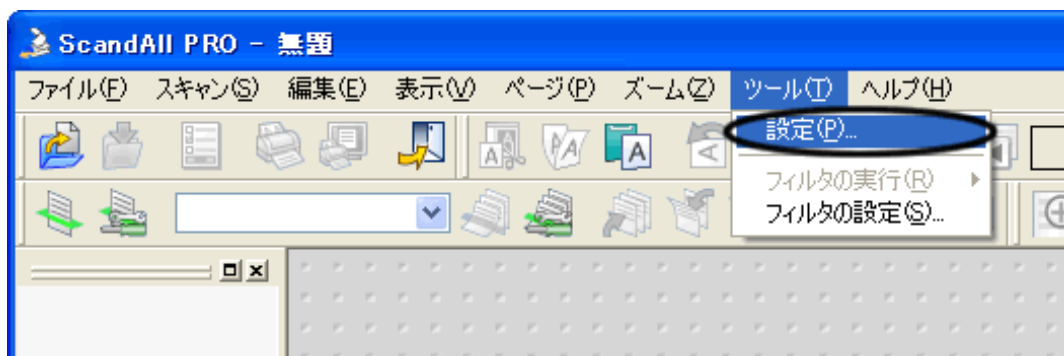 ScandAll PRO - 無題
ファイル(F) スキャン(S) 編集(E) 表示(V) ページ(P) ズーム(Z) ツール(T) ヘルプ(H)
設定(P)...
フィルタの実行(R)
フィルタの設定(S)...